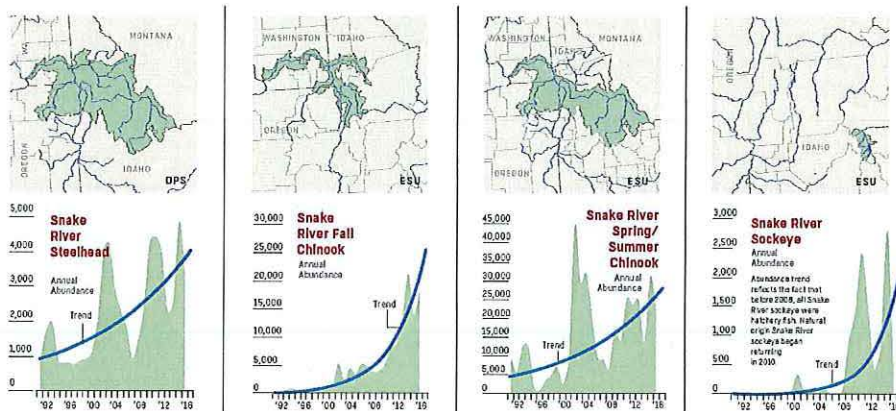 WA
MONTANA
OREGON
IDAHO
DPS
5,000
4,000
3,000
2,000
1,000
0
Snake
River
Steelhead
Annual
Abundance
Trend
'92 '96 '00 '04 '08 '12 '16
WASHINGTON IDAHO
OREGON
ESU
30,000
25,000
20,000
15,000
10,000
5,000
0
Snake
River Fall
Chinook
Annual
Abundance
Trend
'92 '96 '00 '04 '08 '12 '16
WASHINGTON MONTANA
IDAHO
OREGON
IDAHO
ESU
45,000
40,000
35,000
30,000
25,000
20,000
15,000
10,000
5,000
0
Snake River
Spring/
Summer
Chinook
Annual
Abundance
Trend
'92 '96 '00 '04 '08 '12 '16
OREGON
IDAHO
ESU
3,000
2,500
2,000
1,500
1,000
500
0
Snake River
Sockeye
Annual
Abundance
Abundance trend
reflects the fact that
before 2008, all Snake
River sockeye were
hatchery fish. Natural
origin Snake River
sockeye began
returning
in 2010.
Trend
'92 '96 '00 '04 '08 '12 '16